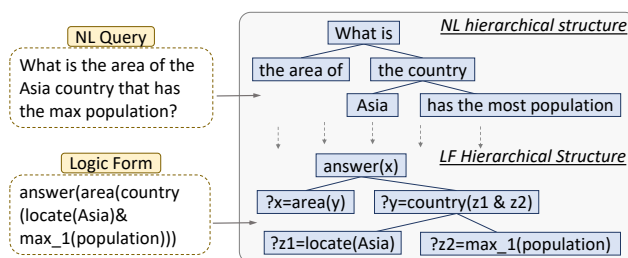 NL Query
What is the area of the
Asia country that has
the max population?
NL hierarchical structure
What is
the area of
the country
Asia
has the most population
Logic Form
answer(area(country
(locate(Asia)&
max_1(population)))
LF Hierarchical Structure
answer(x)
?x=area(y)
?y=country(z1 & z2)
?z1=locate(Asia)
?z2=max_1(population)